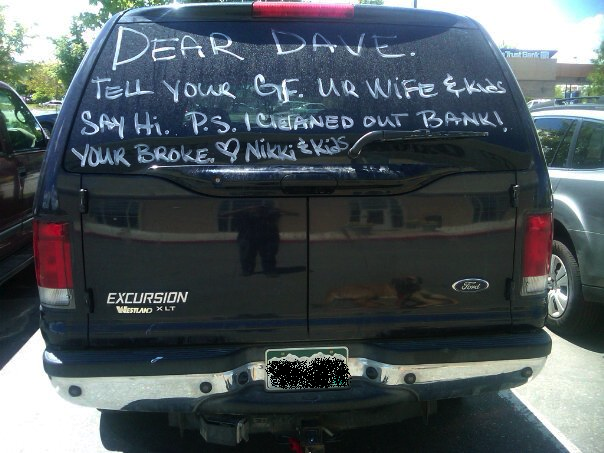 DEAR DAVE.
TELL YOUR GF. UR WIFE & Kids
SAY Hi. P.S. I CLEANED OUT BANK!
YOUR BROKE. ♡ Nikki & Kids
Trust Bank
EXCURSION
WESTLAND XLT
Ford